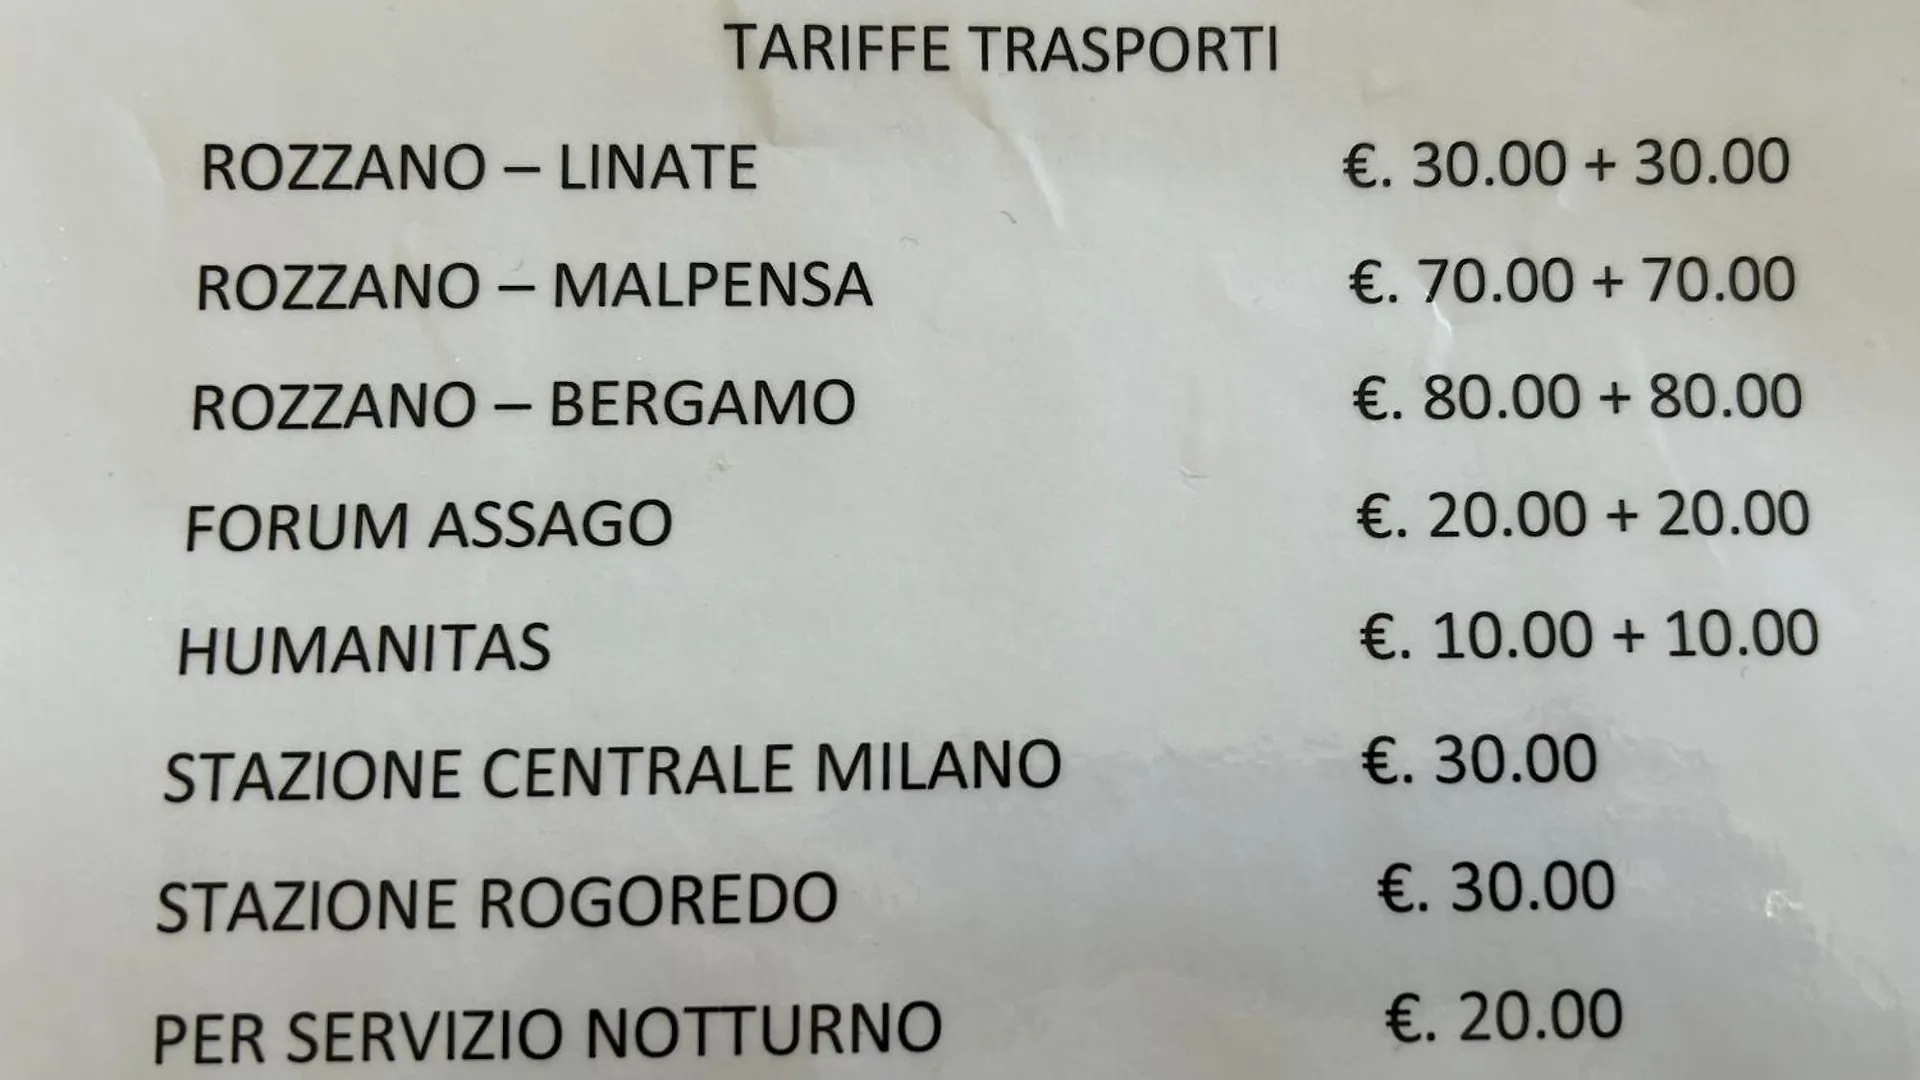 TARIFFE TRASPORTI
ROZZANO – LINATE €. 30.00 + 30.00
ROZZANO – MALPENSA €. 70.00 + 70.00
ROZZANO – BERGAMO €. 80.00 + 80.00
FORUM ASSAGO €. 20.00 + 20.00
HUMANITAS €. 10.00 + 10.00
STAZIONE CENTRALE MILANO €. 30.00
STAZIONE ROGOREDO €. 30.00
PER SERVIZIO NOTTURNO €. 20.00